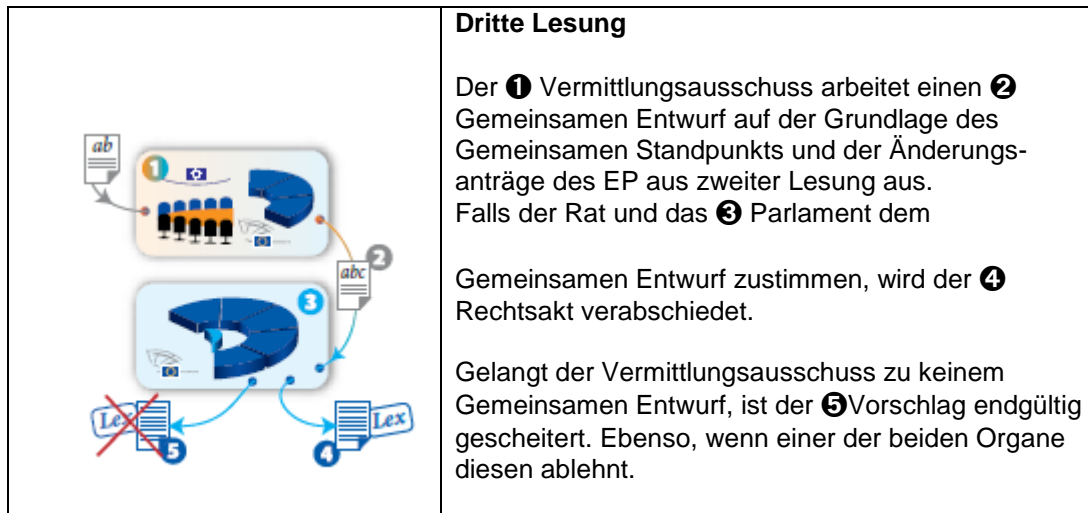 Dritte Lesung
Der ❶ Vermittlungsausschuss arbeitet einen ❷
Gemeinsamen Entwurf auf der Grundlage des
Gemeinsamen Standpunkts und der Änderungs-
anträge des EP aus zweiter Lesung aus.
Falls der Rat und das ❸ Parlament dem
Gemeinsamen Entwurf zustimmen, wird der ❹
Rechtsakt verabschiedet.
Gelangt der Vermittlungsausschuss zu keinem
Gemeinsamen Entwurf, ist der ❺Vorschlag endgültig
gescheitert. Ebenso, wenn einer der beiden Organe
diesen ablehnt.
ab
1
2
abc
3
Lex
5
4
Lex